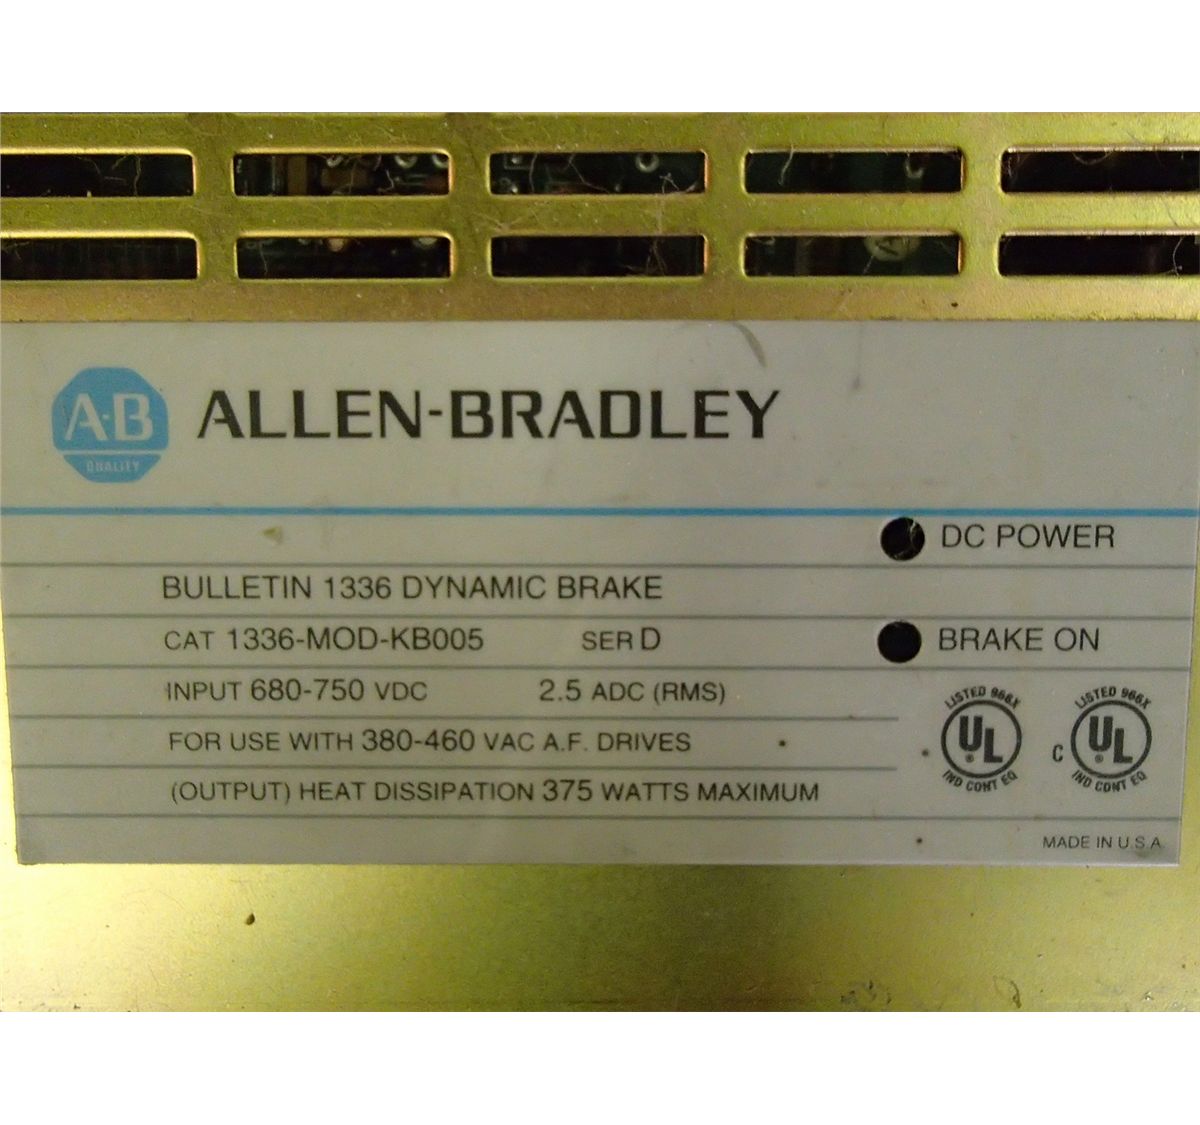 A-B
QUALITY
ALLEN-BRADLEY
DC POWER
BULLETIN 1336 DYNAMIC BRAKE
CAT 1336-MOD-KB005 SER D
BRAKE ON
INPUT 680-750 VDC 2.5 ADC (RMS)
LISTED 966X
UL
®
IND CONT EQ
LISTED 966X
C
UL
®
IND CONT EQ
FOR USE WITH 380-460 VAC A.F. DRIVES
(OUTPUT) HEAT DISSIPATION 375 WATTS MAXIMUM
MADE IN U.S.A.